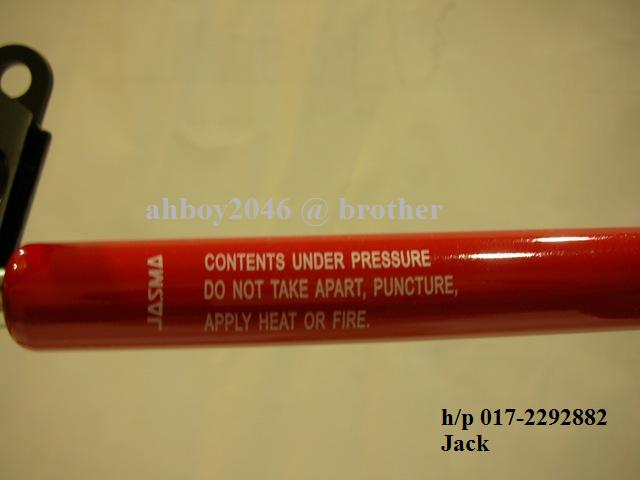 ahboy2046 @ brother
JASMA
CONTENTS UNDER PRESSURE
DO NOT TAKE APART, PUNCTURE,
APPLY HEAT OR FIRE.
h/p 017-2292882
Jack